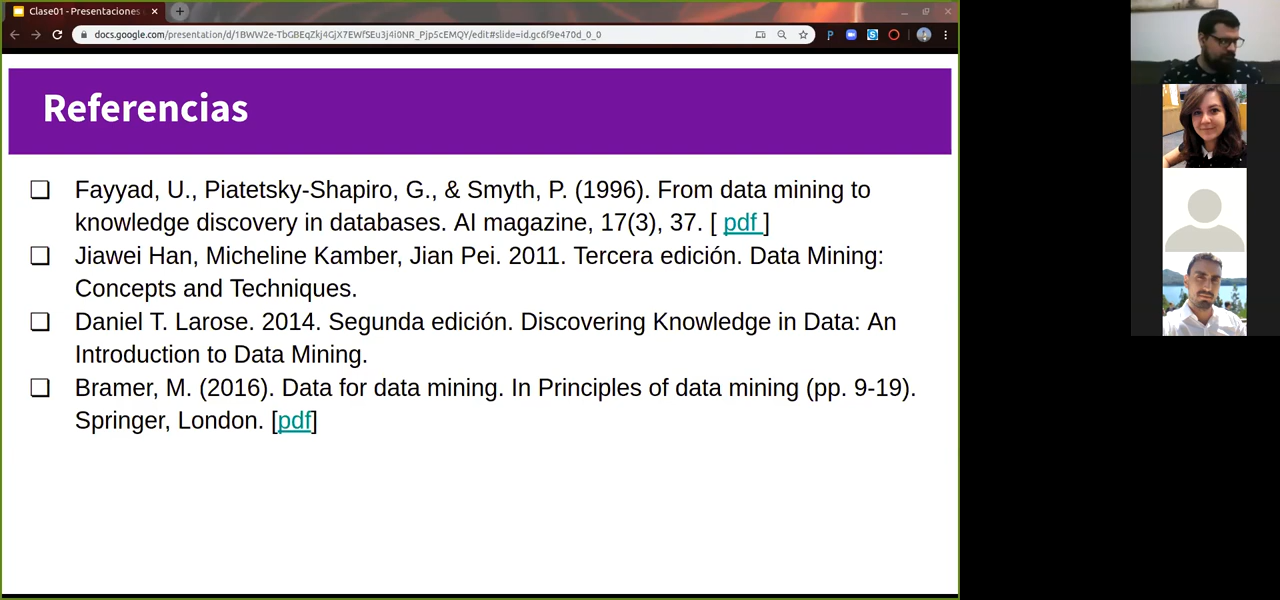 Clase01 - Presentaciones
docs.google.com/presentation/d/1BWW2e-TbGBEqZkj4GJX7EWfSEu3j4i0NR_PjpScEMQY/edit#slide=id.gc6f9e470d_0_0
Referencias
❏ Fayyad, U., Piatetsky-Shapiro, G., & Smyth, P. (1996). From data mining to
knowledge discovery in databases. AI magazine, 17(3), 37. [ pdf ]
❏ Jiawei Han, Micheline Kamber, Jian Pei. 2011. Tercera edición. Data Mining:
Concepts and Techniques.
❏ Daniel T. Larose. 2014. Segunda edición. Discovering Knowledge in Data: An
Introduction to Data Mining.
❏ Bramer, M. (2016). Data for data mining. In Principles of data mining (pp. 9-19).
Springer, London. [pdf]